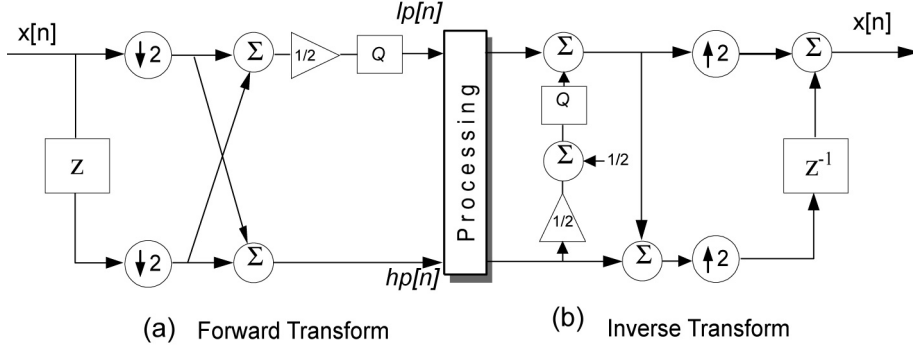 x[n]
↓2
Σ
1/2
Q
lp[n]
Z
↓2
Σ
hp[n]
Processing
Σ
Q
Σ
1/2
1/2
Σ
↑2
Σ
x[n]
Z-1
↑2
(a) Forward Transform
(b) Inverse Transform